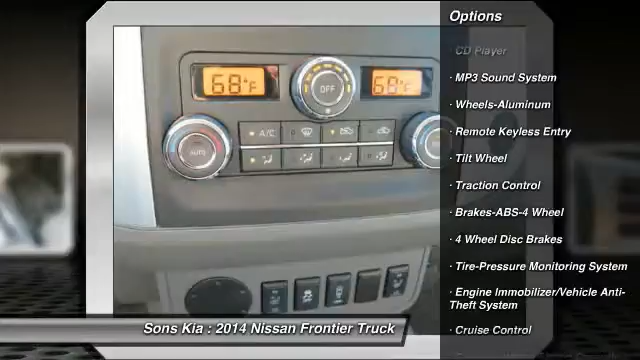 Options
· CD Player
· MP3 Sound System
· Wheels-Aluminum
· Remote Keyless Entry
· Tilt Wheel
· Traction Control
· Brakes-ABS-4 Wheel
· 4 Wheel Disc Brakes
· Tire-Pressure Monitoring System
· Engine Immobilizer/Vehicle Anti-
Theft System
· Cruise Control
68°F
OFF
68°F
AUTO
A/C
Sons Kia : 2014 Nissan Frontier Truck